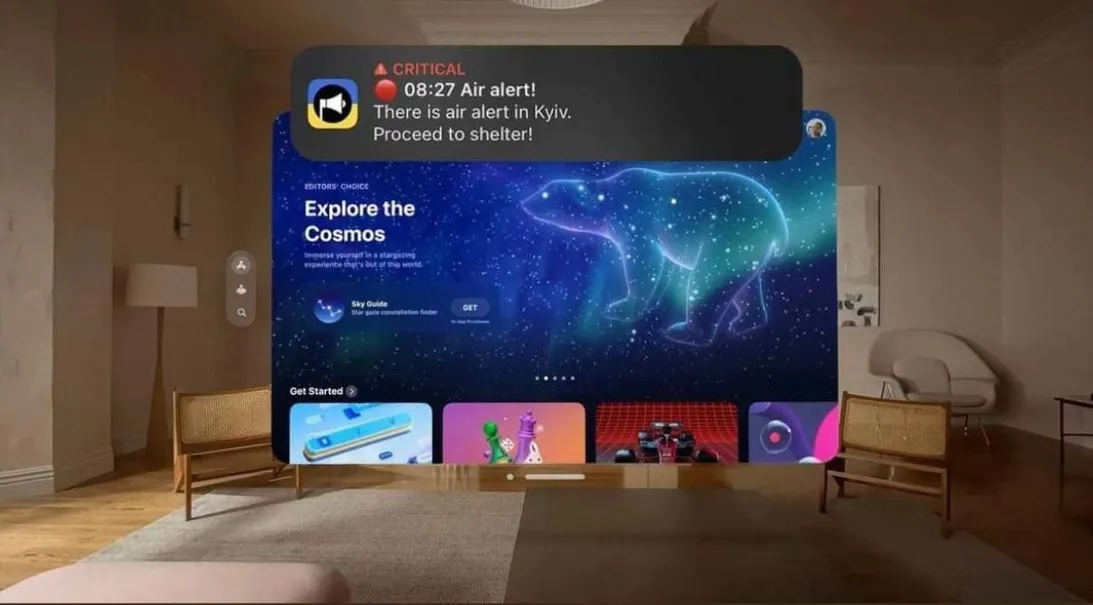 CRITICAL
08:27 Air alert!
There is air alert in Kyiv.
Proceed to shelter!
EDITORS' CHOICE
Explore the
Cosmos
Immerse yourself in a stargazing
experience that's out of this world.
Sky Guide
Star gaze constellation finder
GET
In-App Purchases
Get Started